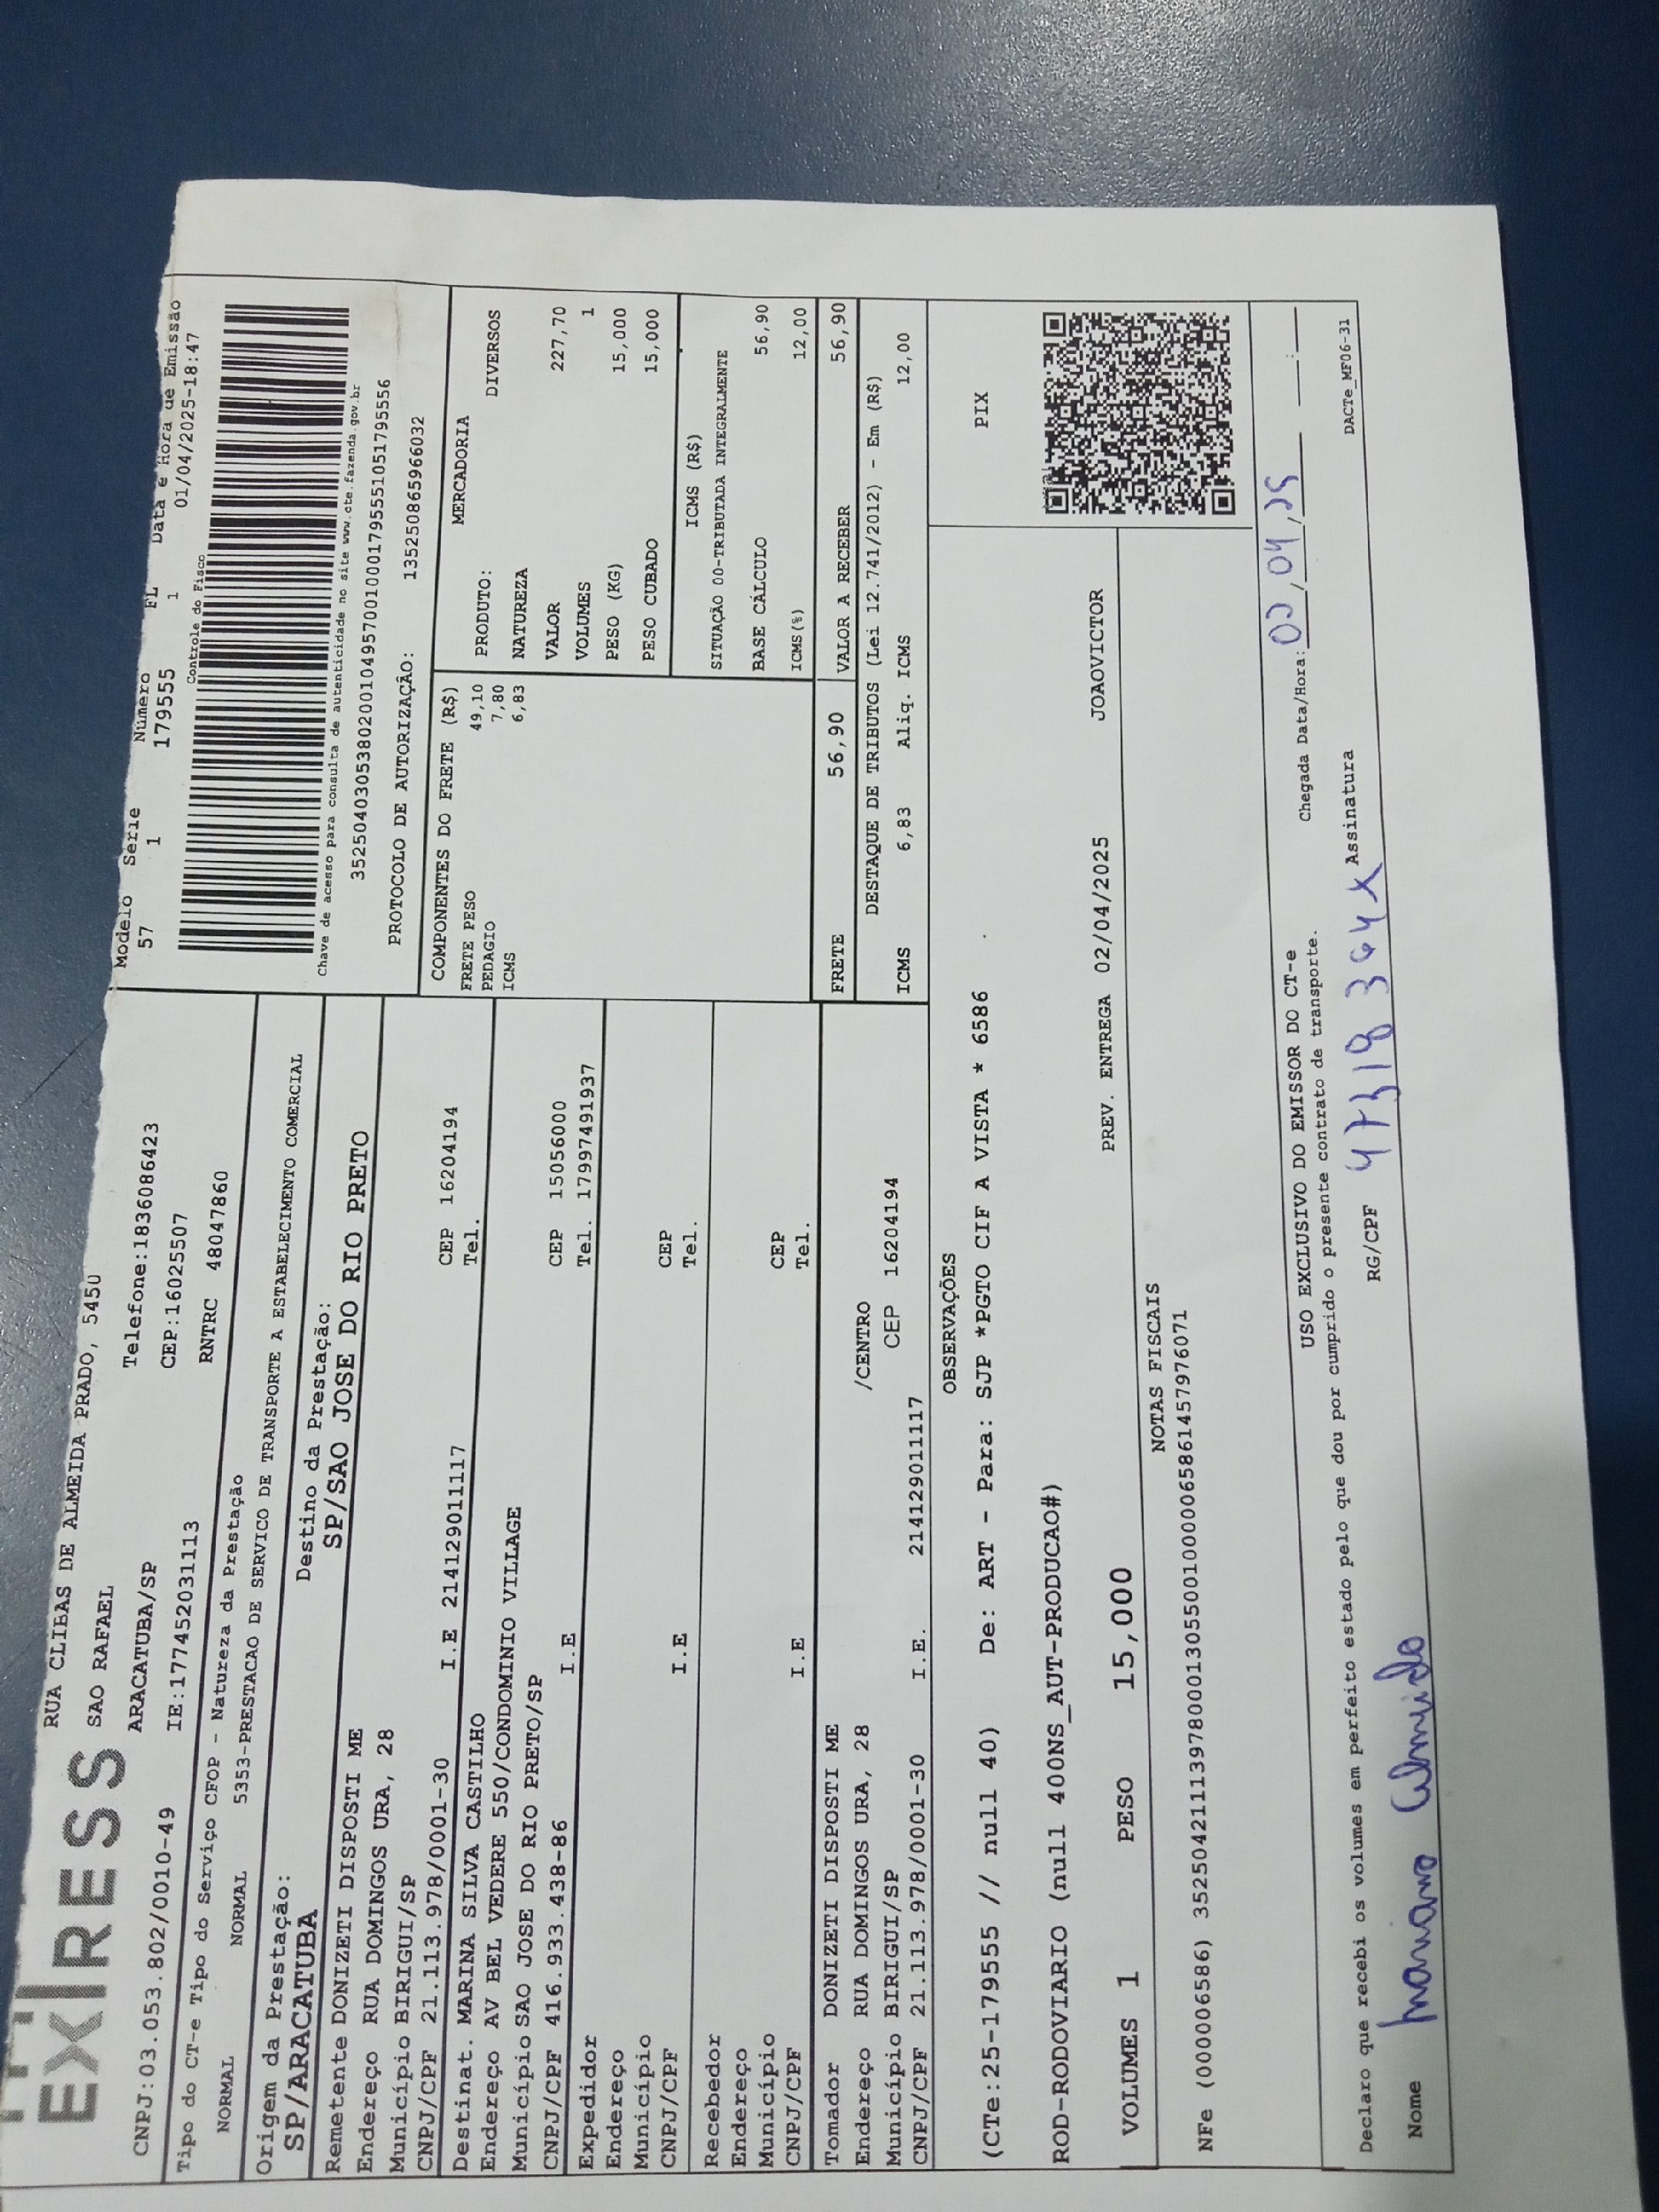 EXPRESS
RUA CLIBAS DE ALMEIDA PRADO, 5450
SAO RAFAEL
ARACATUBA/SP
Telefone:1836086423
CNPJ:03.053.802/0010-49
IE:177452031113
CEP:16025507
RNTRC 48047860
Modelo Série Número FL Data e Hora de Emissão
57 1 179555 1 01/04/2025-18:47
Controle do Fisco
Chave de acesso para consulta de autenticidade no site www.cte.fazenda.gov.br
35250403053802001049570010001795551051795556
PROTOCOLO DE AUTORIZAÇÃO: 135250865966032
Tipo do CT-e Tipo do Serviço CFOP - Natureza da Prestação
NORMAL NORMAL 5353-PRESTACAO DE SERVICO DE TRANSPORTE A ESTABELECIMENTO COMERCIAL
Origem da Prestação: Destino da Prestação:
SP/ARACATUBA SP/SAO JOSE DO RIO PRETO
Remetente DONIZETI DISPOSTI ME
Endereço RUA DOMINGOS URA, 28
Município BIRIGUI/SP CEP 16204194
CNPJ/CPF 21.113.978/0001-30 I.E 214129011117 Tel.
Destinat. MARINA SILVA CASTILHO
Endereço AV BEL VEDERE 550/CONDOMINIO VILLAGE
Município SAO JOSE DO RIO PRETO/SP CEP 15056000
CNPJ/CPF 416.933.438-86 I.E Tel. 17997491937
Expedidor
Endereço
Município CEP
CNPJ/CPF I.E Tel.
Recebedor
Endereço
Município CEP
CNPJ/CPF I.E Tel.
Tomador DONIZETI DISPOSTI ME
Endereço RUA DOMINGOS URA, 28 /CENTRO
Município BIRIGUI/SP CEP 16204194
CNPJ/CPF 21.113.978/0001-30 I.E. 214129011117
COMPONENTES DO FRETE (R$)
FRETE PESO 49,10
PEDAGIO 7,80
ICMS 6,83
MERCADORIA
PRODUTO: DIVERSOS
NATUREZA
VALOR 227,70
VOLUMES 1
PESO (KG) 15,000
PESO CUBADO 15,000
ICMS (R$)
SITUAÇÃO 00-TRIBUTADA INTEGRALMENTE
BASE CÁLCULO 56,90
ICMS(%) 12,00
FRETE 56,90 VALOR A RECEBER 56,90
DESTAQUE DE TRIBUTOS (Lei 12.741/2012) - Em (R$)
ICMS 6,83 Aliq. ICMS 12,00
OBSERVAÇÕES
(CTe:25-179555 // null 40) De: ART - Para: SJP *PGTO CIF A VISTA * 6586
PIX
ROD-RODOVIARIO (null 400NS_AUT-PRODUCAO#)
VOLUMES 1 PESO 15,000 PREV. ENTREGA 02/04/2025 JOAOVICTOR
NOTAS FISCAIS
NFe (000006586) 35250421113978000130550010000065861457976071
USO EXCLUSIVO DO EMISSOR DO CT-e Chegada Data/Hora: 02/04/25 :
Declaro que recebi os volumes em perfeito estado pelo que dou por cumprido o presente contrato de transporte.
Nome RG/CPF Assinatura DACTe_MF06-31